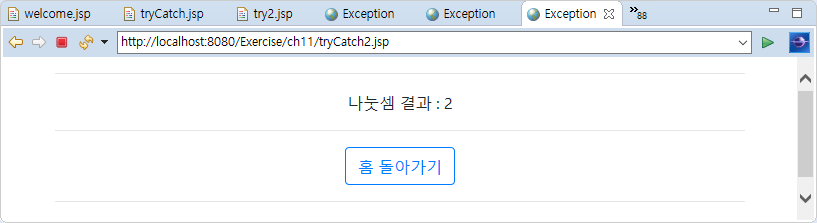 welcome.jsp tryCatch.jsp try2.jsp Exception Exception Exception 88
http://localhost:8080/Exercise/ch11/tryCatch2.jsp
나눗셈 결과 : 2
홈 돌아가기